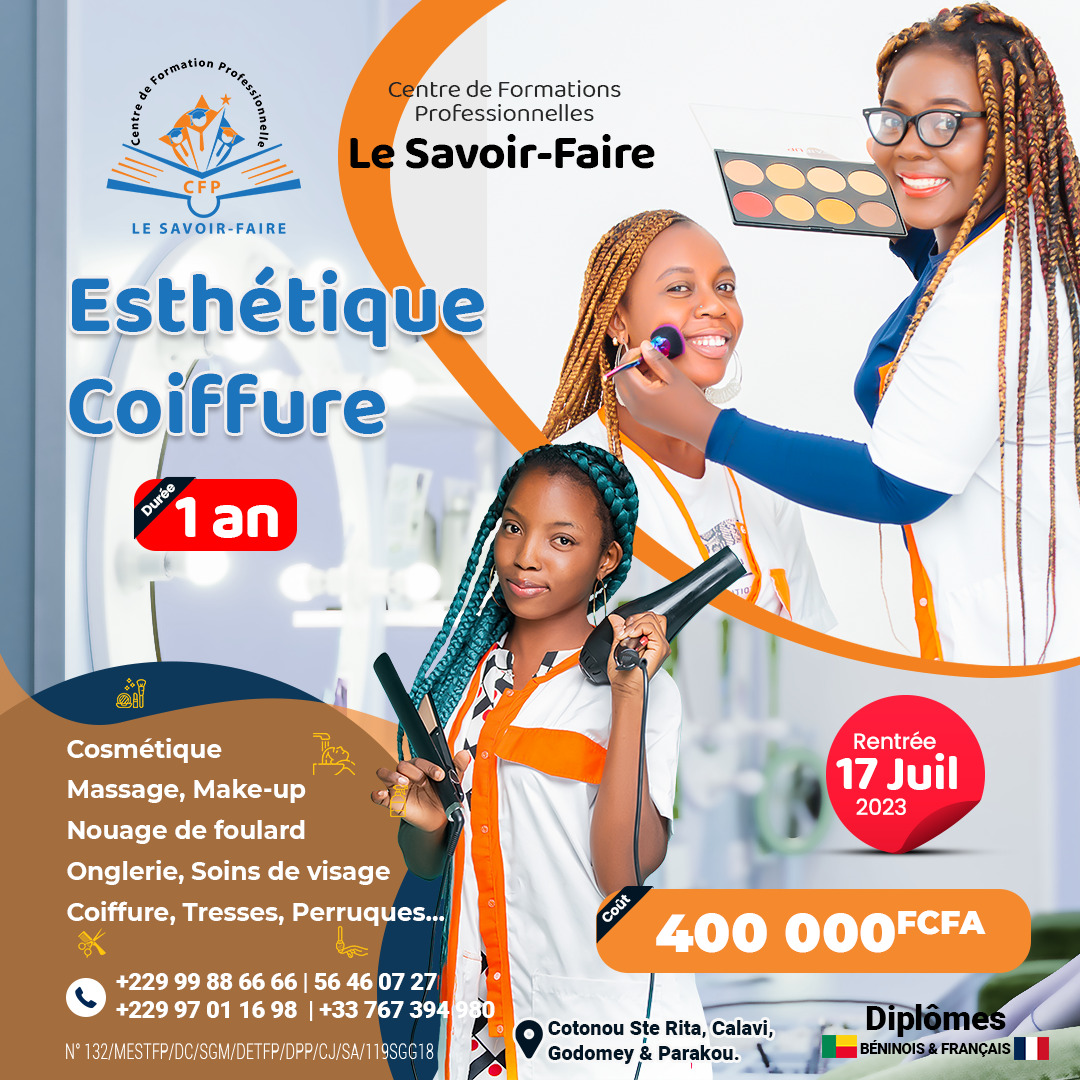 Centre de Formation Professionnelle
CFP
LE SAVOIR-FAIRE
Centre de Formations
Professionnelles
Le Savoir-Faire
Esthétique
Coiffure
Durée
1 an
Cosmétique
Massage, Make-up
Nouage de foulard
Onglerie, Soins de visage
Coiffure, Tresses, Perruques...
+229 99 88 66 66 | 56 46 07 27
+229 97 01 16 98 | +33 767 394 980
N° 132/MESTFP/DC/SGM/DETFP/DPP/CJ/SA/119SGG18
Rentrée
17 Juil
2023
Coût
400 000 FCFA
Cotonou Ste Rita, Calavi,
Godomey & Parakou.
Diplômes
BÉNINOIS & FRANÇAIS